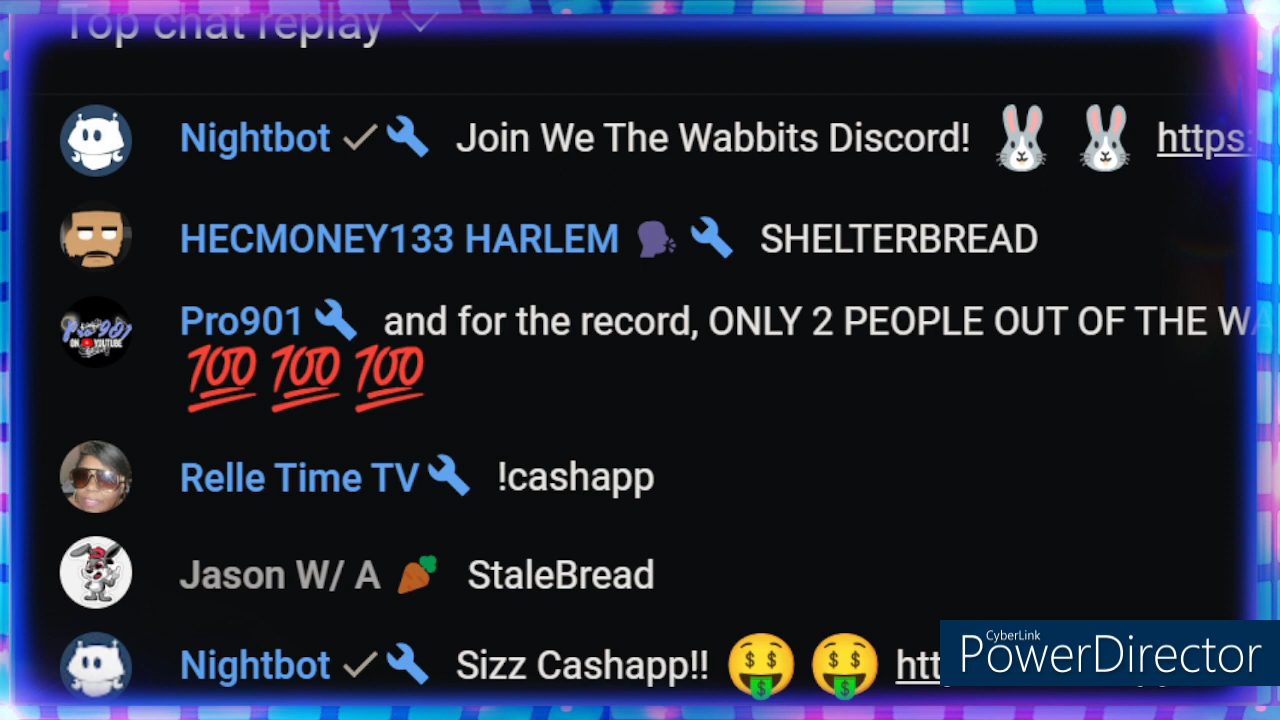 Top chat replay
Nightbot Join We The Wabbits Discord! https:
HECMONEY133 HARLEM SHELTERBREAD
Pro901 and for the record, ONLY 2 PEOPLE OUT OF THE
💯💯💯
Relle Time TV !cashapp
Jason W/ A StaleBread
Nightbot Sizz Cashapp!!
CyberLink
PowerDirector